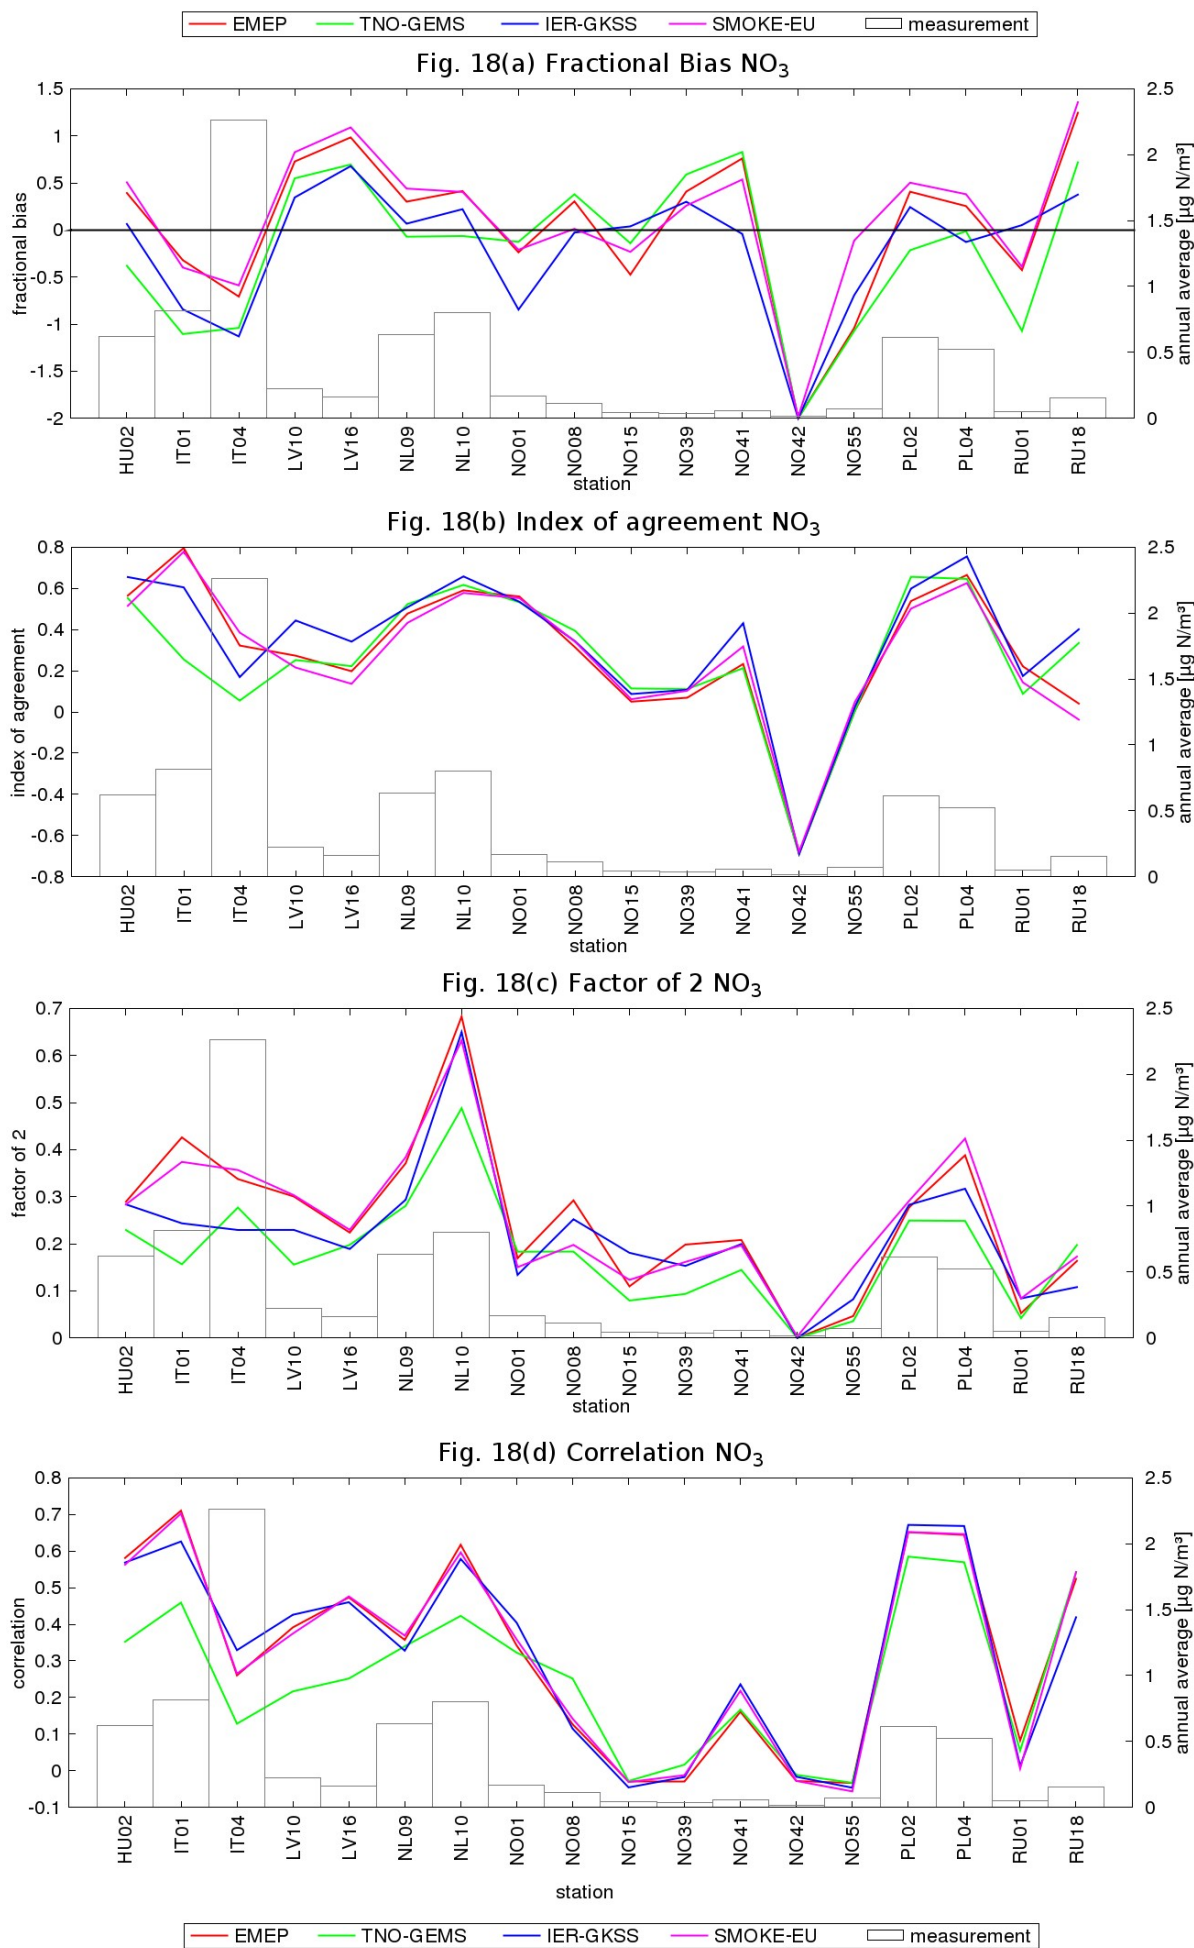 EMEP TNO-GEMS IER-GKSS SMOKE-EU measurement
Fig. 18(a) Fractional Bias NO3
1.5
1
0.5
0
-0.5
-1
-1.5
-2
fractional bias
2.5
2
1.5
1
0.5
0
annual average [µg N/m³]
HU02 IT01 IT04 LV10 LV16 NL09 NL10 NO01 NO08 NO15 NO39 NO41 NO42 NO55 PL02 PL04 RU01 RU18
station
Fig. 18(b) Index of agreement NO3
0.8
0.6
0.4
0.2
0
-0.2
-0.4
-0.6
-0.8
index of agreement
2.5
2
1.5
1
0.5
0
annual average [µg N/m³]
HU02 IT01 IT04 LV10 LV16 NL09 NL10 NO01 NO08 NO15 NO39 NO41 NO42 NO55 PL02 PL04 RU01 RU18
station
Fig. 18(c) Factor of 2 NO3
0.7
0.6
0.5
0.4
0.3
0.2
0.1
0
factor of 2
2.5
2
1.5
1
0.5
0
annual average [µg N/m³]
HU02 IT01 IT04 LV10 LV16 NL09 NL10 NO01 NO08 NO15 NO39 NO41 NO42 NO55 PL02 PL04 RU01 RU18
station
Fig. 18(d) Correlation NO3
0.8
0.7
0.6
0.5
0.4
0.3
0.2
0.1
0
-0.1
correlation
2.5
2
1.5
1
0.5
0
annual average [µg N/m³]
HU02 IT01 IT04 LV10 LV16 NL09 NL10 NO01 NO08 NO15 NO39 NO41 NO42 NO55 PL02 PL04 RU01 RU18
station
EMEP TNO-GEMS IER-GKSS SMOKE-EU measurement